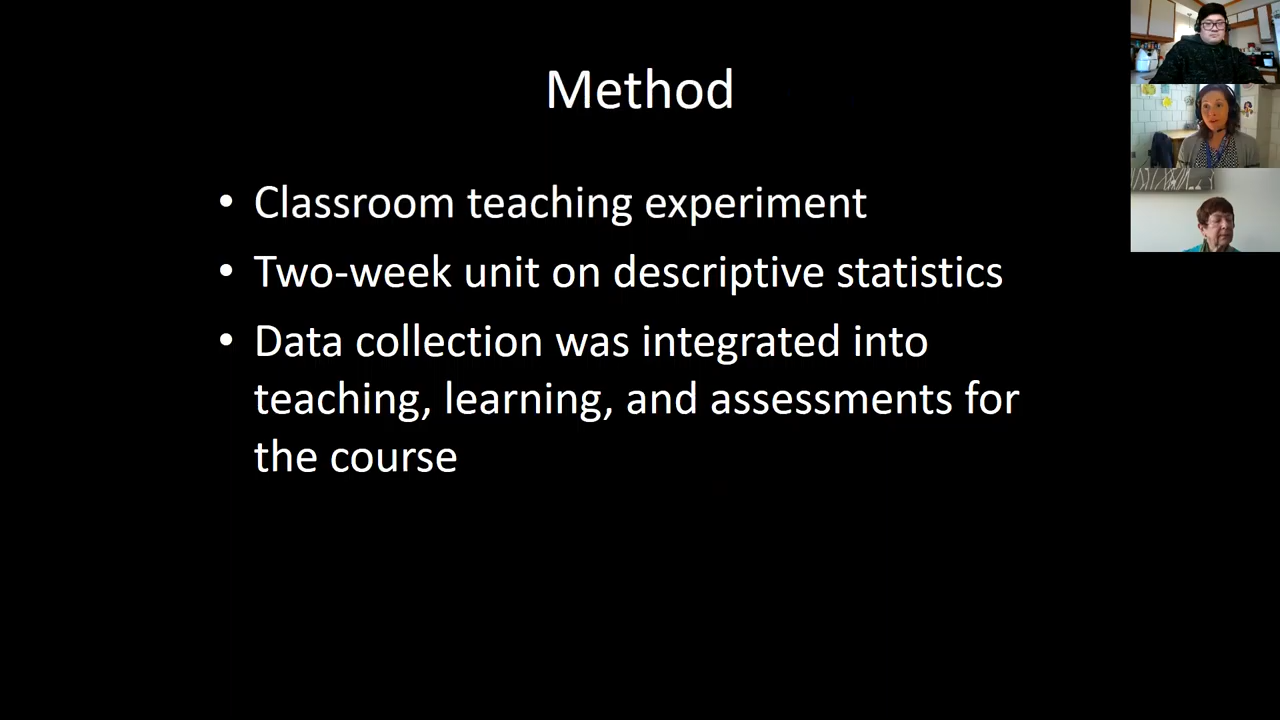 Method
• Classroom teaching experiment
• Two-week unit on descriptive statistics
• Data collection was integrated into
teaching, learning, and assessments for
the course